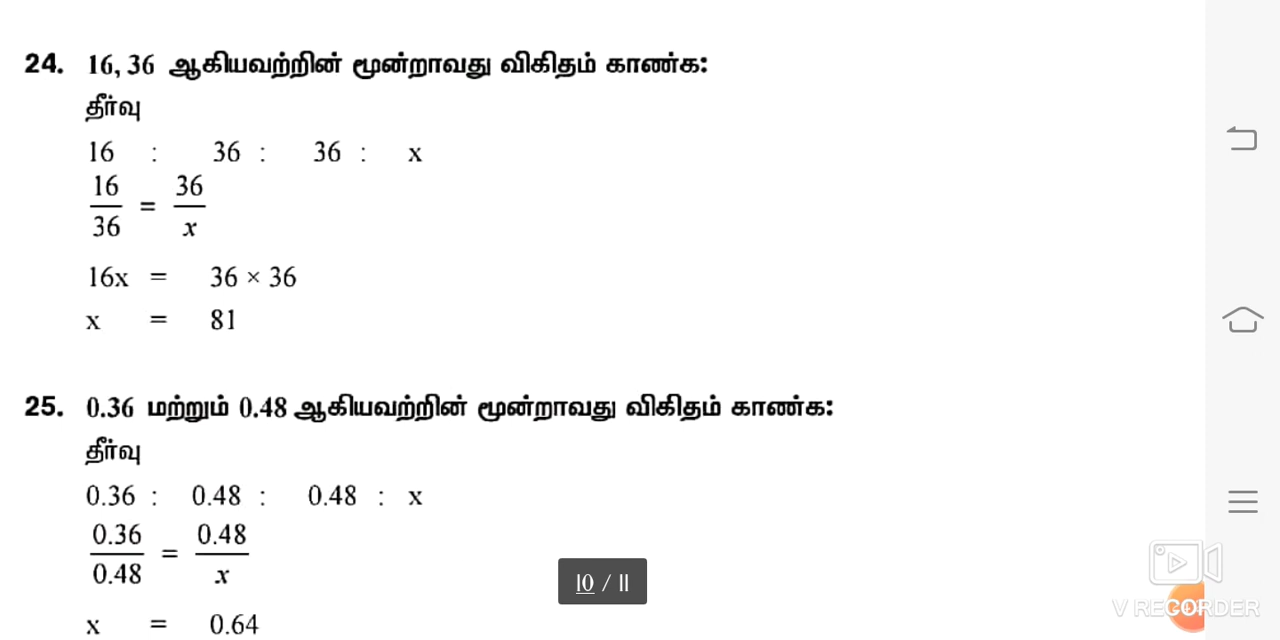 24. 16, 36 ஆகியவற்றின் மூன்றாவது விகிதம் காண்க:
தீர்வு
16 : 36 : 36 : x
16/36 = 36/x
16x = 36 × 36
x = 81
25. 0.36 மற்றும் 0.48 ஆகியவற்றின் மூன்றாவது விகிதம் காண்க:
தீர்வு
0.36 : 0.48 : 0.48 : x
0.36/0.48 = 0.48/x
x = 0.64
10 / 11
V RECORDER